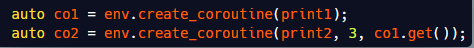 auto co1 = env.create_coroutine(print1);
auto co2 = env.create_coroutine(print2, 3, co1.get());